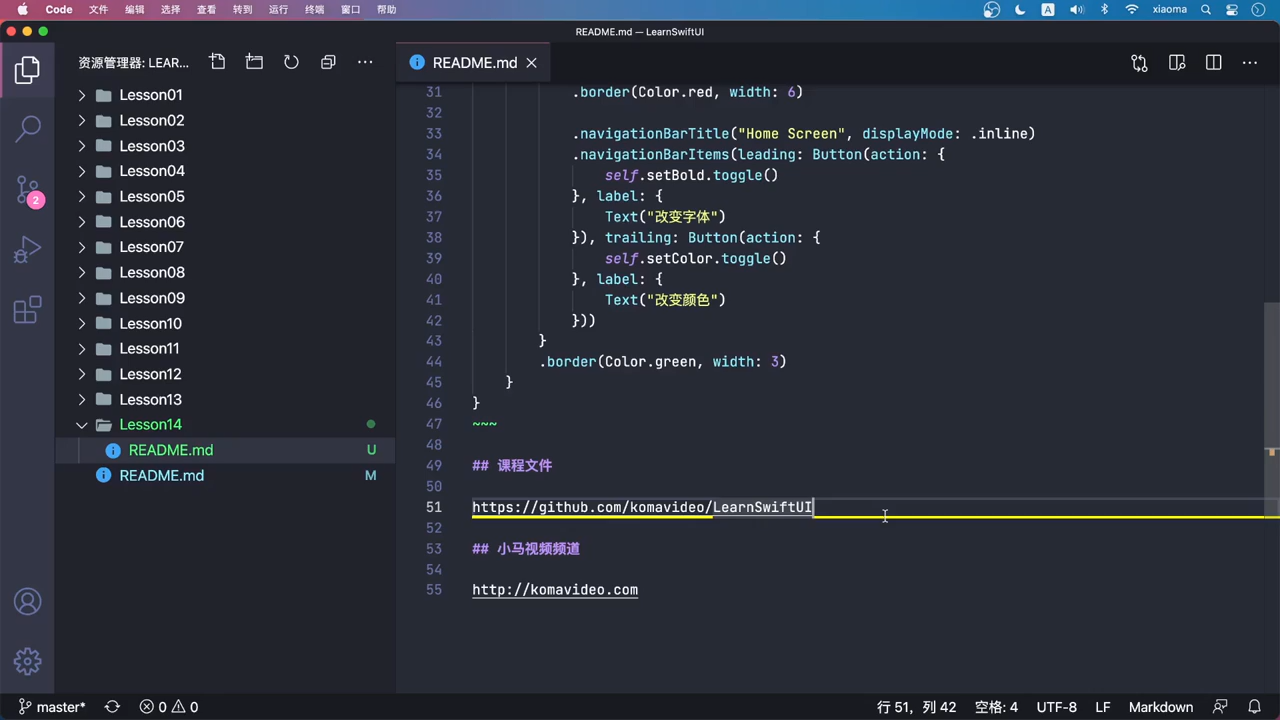 Code 文件 编辑 选择 查看 转到 运行 终端 窗口 帮助 A xiaoma
README.md — LearnSwiftUI
资源管理器: LEAR...
README.md
Lesson01
Lesson02
Lesson03
Lesson04
Lesson05
Lesson06
Lesson07
Lesson08
Lesson09
Lesson10
Lesson11
Lesson12
Lesson13
Lesson14
README.md U
README.md M
2
31 .border(Color.red, width: 6)
32
33 .navigationBarTitle("Home Screen", displayMode: .inline)
34 .navigationBarItems(leading: Button(action: {
35 self.setBold.toggle()
36 }, label: {
37 Text("改变字体")
38 }), trailing: Button(action: {
39 self.setColor.toggle()
40 }, label: {
41 Text("改变颜色")
42 }))
43 }
44 .border(Color.green, width: 3)
45 }
46 }
47 ~~~
48
49 ## 课程文件
50
51 https://github.com/komavideo/LearnSwiftUI
52
53 ## 小马视频频道
54
55 http://komavideo.com
master* 0 0 行 51，列 42 空格: 4 UTF-8 LF Markdown